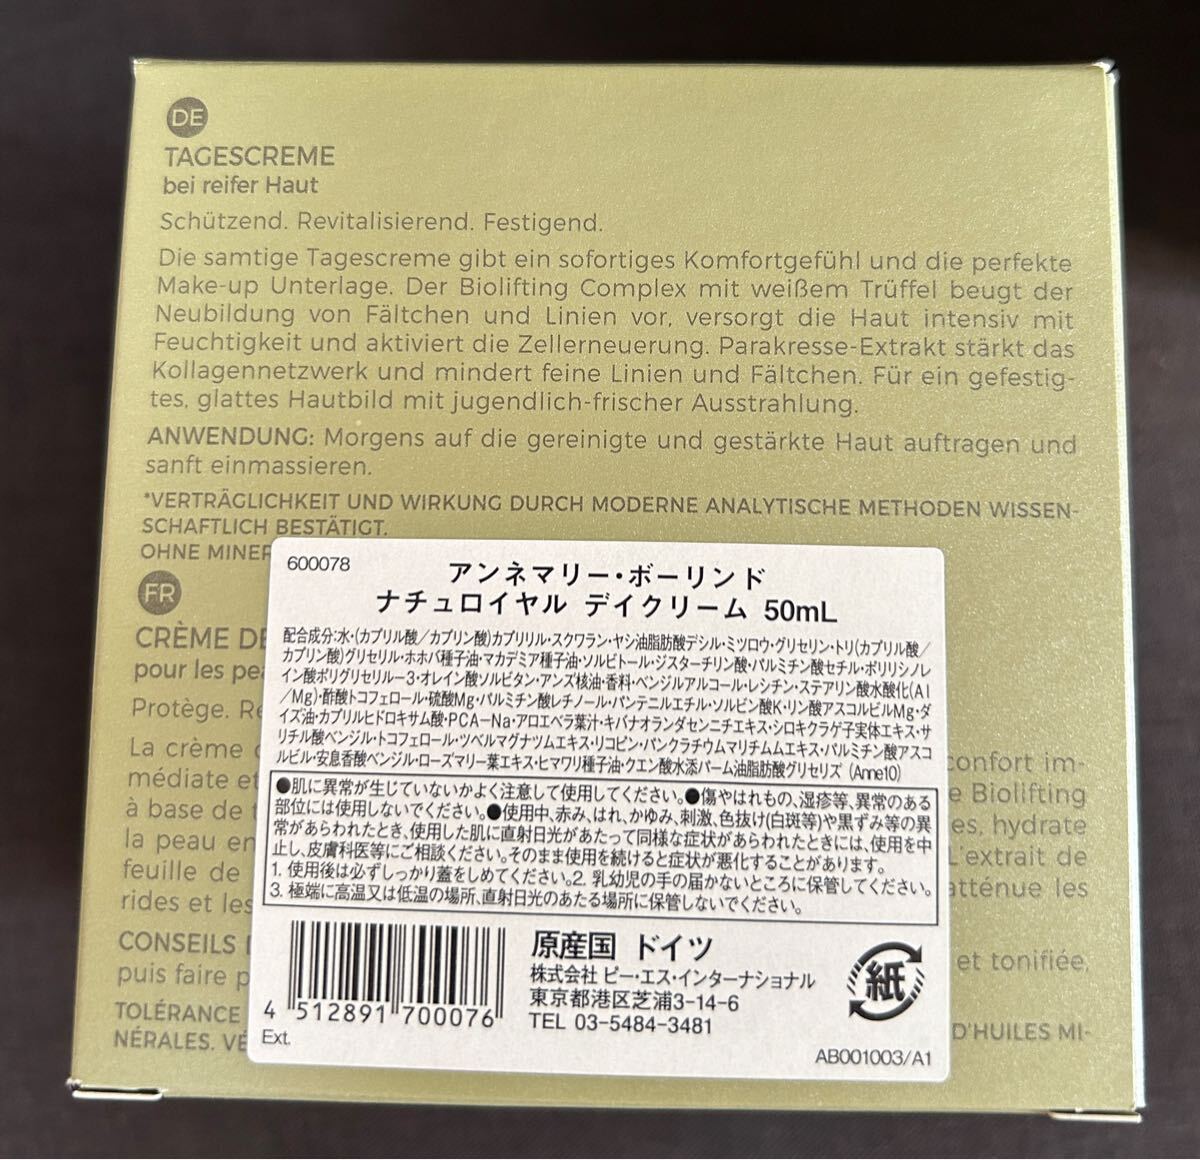 DE
TAGESCREME
bei reifer Haut
Schützend. Revitalisierend. Festigend.
Die samtige Tagescreme gibt ein sofortiges Komfortgefühl und die perfekte
Make-up Unterlage. Der Biolifting Complex mit weißem Trüffel beugt der
Neubildung von Fältchen und Linien vor, versorgt die Haut intensiv mit
Feuchtigkeit und aktiviert die Zellerneuerung. Parakresse-Extrakt stärkt das
Kollagennetzwerk und mindert feine Linien und Fältchen. Für ein gefestig-
tes, glattes Hautbild mit jugendlich-frischer Ausstrahlung.
ANWENDUNG: Morgens auf die gereinigte und gestärkte Haut auftragen und
sanft einmassieren.
*VERTRÄGLICHKEIT UND WIRKUNG DURCH MODERNE ANALYTISCHE METHODEN WISSEN-
SCHAFTLICH BESTÄTIGT.
OHNE MINER
FR
CRÈME DE
pour les pea
Protège. Re
La crème confort im-
médiate et e Biolifting
à base de es, hydrate
la peau en L'extrait de
feuille de atténue les
rides et les
CONSEILS et tonifiée,
puis faire p
TOLÉRANCE D'HUILES MI-
NÉRALES. VÉ
600078
アンネマリー・ボーリンド
ナチュロイヤル デイクリーム 50mL
配合成分:水・(カプリル酸/カプリン酸)カプリリル・スクワラン・ヤシ油脂肪酸デシル・ミツロウ・グリセリン・トリ(カプリル酸/
カプリン酸)グリセリル・ホホバ種子油・マカデミア種子油・ソルビトール・ジスターチリン酸・パルミチン酸セチル・ポリリシノレ
イン酸ポリグリセリル-3・オレイン酸ソルビタン・アンズ核油・香料・ベンジルアルコール・レシチン・ステアリン酸水酸化(Al
/Mg)・酢酸トコフェロール・硫酸Mg・パルミチン酸レチノール・パンテニルエチル・ソルビン酸K・リン酸アスコルビルMg・ダ
イズ油・カプリルヒドロキサム酸・PCA-Na・アロエベラ葉汁・キバナオランダセンニチエキス・シロキクラゲ子実体エキス・サ
リチル酸ベンジル・トコフェロール・ツベルマグナツムエキス・リコピン・パンクラチウムマリチムムエキス・パルミチン酸アスコ
ルビル・安息香酸ベンジル・ローズマリー葉エキス・ヒマワリ種子油・クエン酸水添パーム油脂肪酸グリセリズ (Anne10)
●肌に異常が生じていないかよく注意して使用してください。●傷やはれもの、湿疹等、異常のある
部位には使用しないでください。●使用中、赤み、はれ、かゆみ、刺激、色抜け(白斑等)や黒ずみ等の異
常があらわれたとき、使用した肌に直射日光があたって同様な症状があらわれたときには、使用を中
止し、皮膚科医等にご相談ください。そのまま使用を続けると症状が悪化することがあります。
1. 使用後は必ずしっかり蓋をしめてください。2. 乳幼児の手の届かないところに保管してください。
3. 極端に高温又は低温の場所、直射日光のあたる場所に保管しないでください。
4 512891 700076
Ext.
原産国 ドイツ
株式会社 ビー・エス・インターナショナル
東京都港区芝浦3-14-6
TEL 03-5484-3481
紙
AB001003/A1